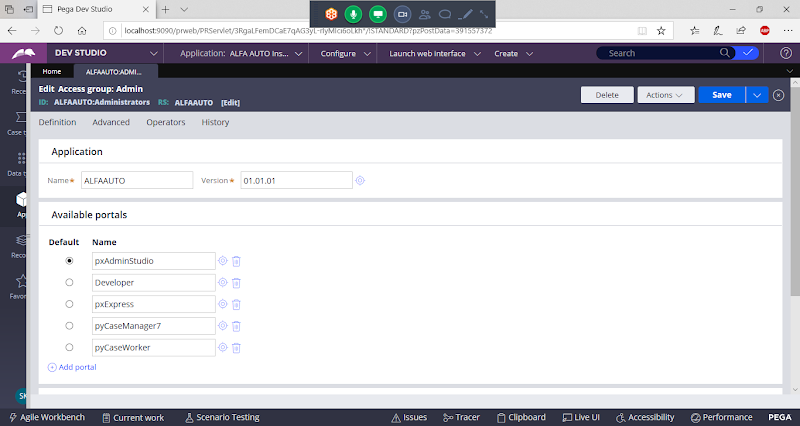 Pega Dev Studio
localhost:9090/prweb/PRServlet/3RgaLFemDCaE7qAG3yL-rlyMlci6oLkh*/!STANDARD?pzPostData=391557372
DEV STUDIO
Application: ALFA AUTO Ins...
Configure
Launch web interface
Create
Search
Home
ALFAAUTO:ADMI...
Edit Access group: Admin
ID: ALFAAUTO:Administrators RS: ALFAAUTO [Edit]
Delete
Actions
Save
Definition Advanced Operators History
Application
Name* ALFAAUTO Version* 01.01.01
Available portals
Default Name
pxAdminStudio
Developer
pxExpress
pyCaseManager7
pyCaseWorker
Add portal
Rece
Case t
Data t
App
Reco
Favor
SK
Agile Workbench Current work Scenario Testing Issues Tracer Clipboard Live UI Accessibility Performance PEGA